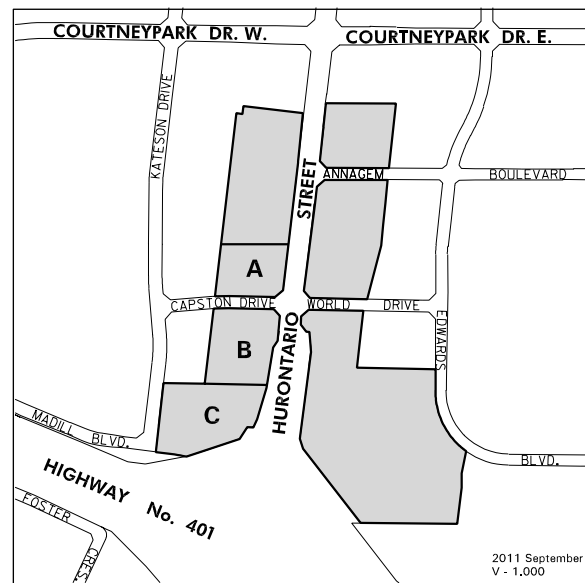 COURTNEYPARK DR. W.
COURTNEYPARK DR. E.
KATESON DRIVE
HURONTARIO STREET
ANNAGEM BOULEVARD
A
CAPSTON DRIVE
WORLD DRIVE
B
EDWARDS BLVD.
C
MADILL BLVD.
HIGHWAY No. 401
FOSTER
CRES
2011 September
V - 1.000